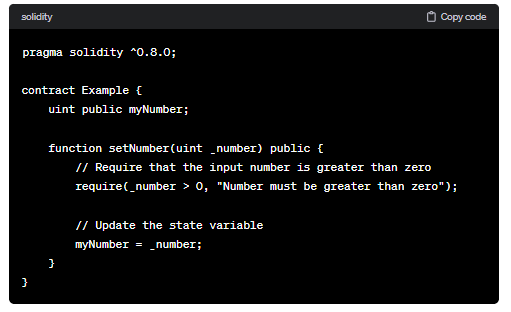 solidity
Copy code
pragma solidity ^0.8.0;
contract Example {
uint public myNumber;
function setNumber(uint _number) public {
// Require that the input number is greater than zero
require(_number > 0, "Number must be greater than zero");
// Update the state variable
myNumber = _number;
}
}